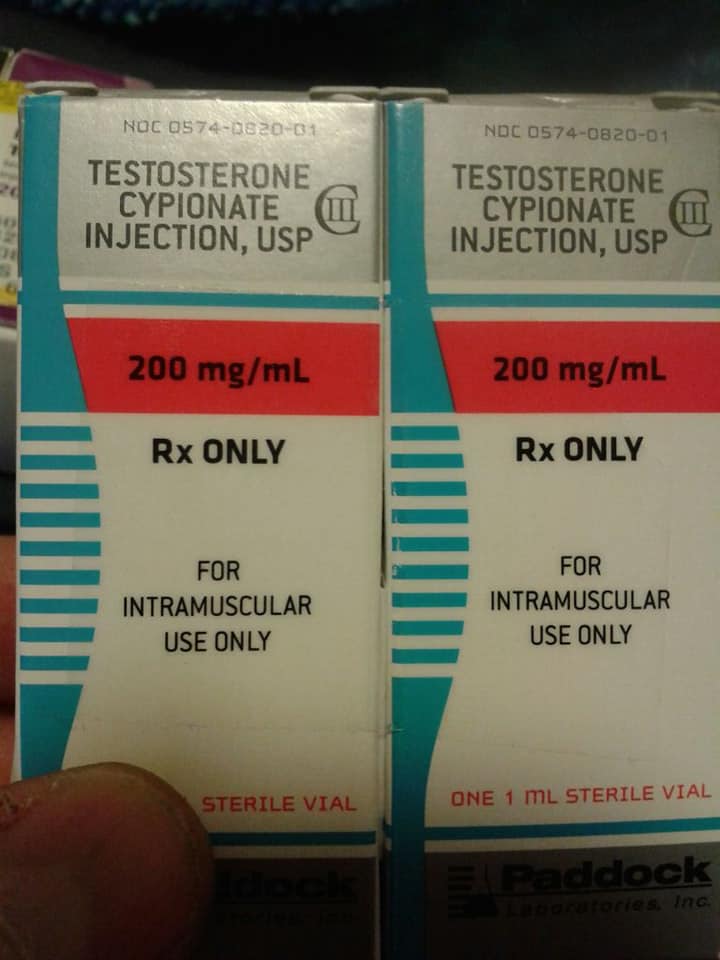 NDC 0574-0820-01
TESTOSTERONE
CYPIONATE
INJECTION, USP
CIII
200 mg/mL
Rx ONLY
FOR
INTRAMUSCULAR
USE ONLY
STERILE VIAL
NDC 0574-0820-01
TESTOSTERONE
CYPIONATE
INJECTION, USP
CIII
200 mg/mL
Rx ONLY
FOR
INTRAMUSCULAR
USE ONLY
ONE 1 mL STERILE VIAL
Paddock
Laboratories, Inc.